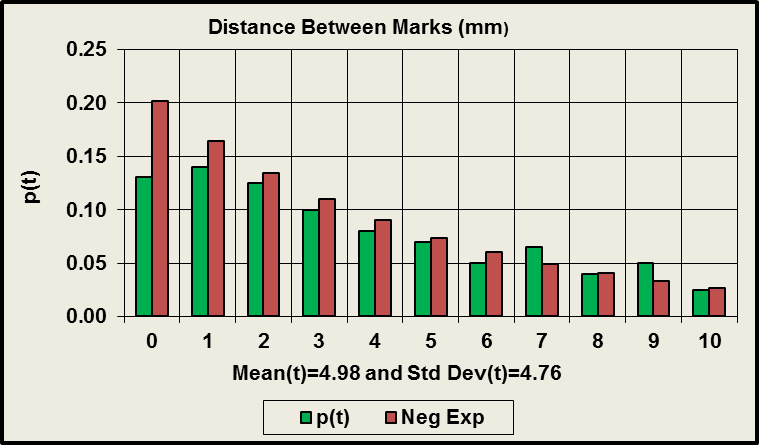 Distance Between Marks (mm)
0.25
0.20
0.15
0.10
0.05
0.00
p(t)
0 1 2 3 4 5 6 7 8 9 10
Mean(t)=4.98 and Std Dev(t)=4.76
p(t) Neg Exp